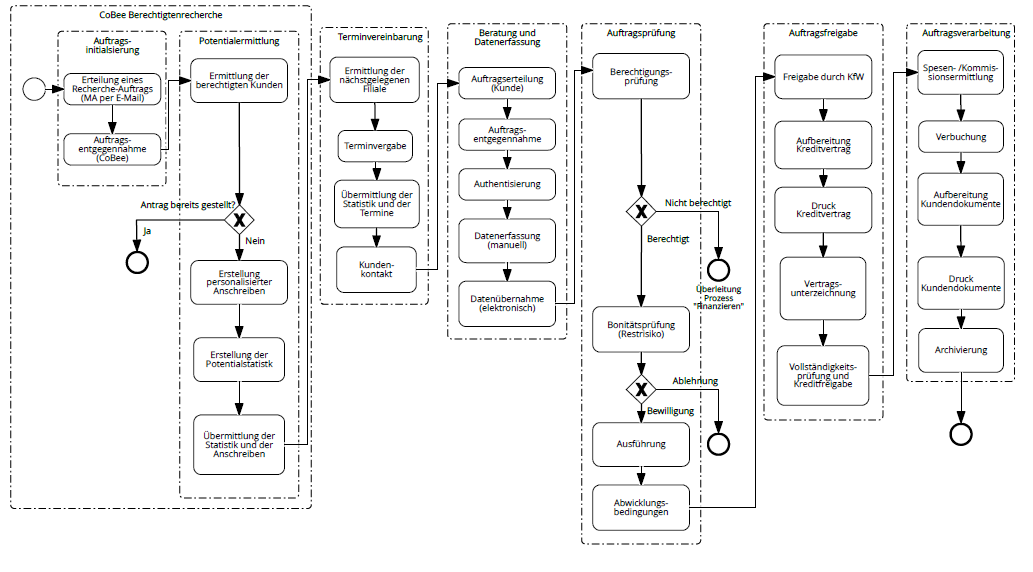 CoBee Berechtigtenrecherche
Auftrags-
initialsierung
Erteilung eines
Recherche-Auftrags
(MA per E-Mail)
Auftrags-
entgegennahme
(CoBee)
Potentialermittlung
Ermittlung der
berechtigten Kunden
Antrag bereits gestellt?
Ja
Nein
Erstellung
personalisierter
Anschreiben
Erstellung der
Potentialstatistk
Übermittlung der
Statistik und der
Anschreiben
Terminvereinbarung
Ermittlung der
nächstgelegenen
Filiale
Terminvergabe
Übermittlung der
Statistik und der
Termine
Kunden-
kontakt
Beratung und
Datenerfassung
Auftragserteilung
(Kunde)
Auftrags-
entgegennahme
Authentisierung
Datenerfassung
(manuell)
Datenübernahme
(elektronisch)
Auftragsprüfung
Berechtigungs-
prüfung
Nicht berechtigt
Berechtigt
Überleitung
Prozess
"Finanzieren"
Bonitätsprüfung
(Restrisiko)
Ablehnung
Bewilligung
Ausführung
Abwicklungs-
bedingungen
Auftragsfreigabe
Freigabe durch KfW
Aufbereitung
Kreditvertrag
Druck
Kreditvertrag
Vertrags-
unterzeichnung
Vollständigkeits-
prüfung und
Kreditfreigabe
Auftragsverarbeitung
Spesen- /Kommis-
sionsermittlung
Verbuchung
Aufbereitung
Kundendokumente
Druck
Kundendokumente
Archivierung